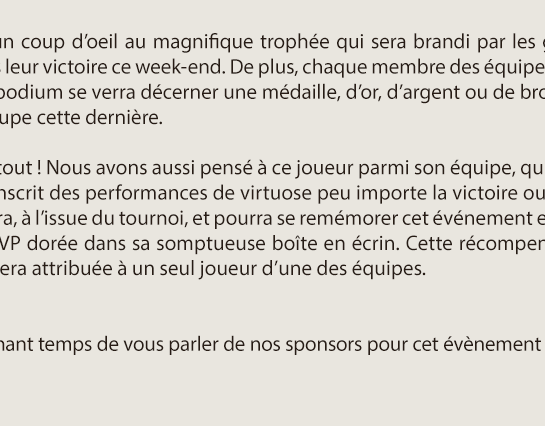 un coup d’oeil au magnifique trophée qui sera brandi par les
leur victoire ce week-end. De plus, chaque membre des équipe
podium se verra décerner une médaille, d’or, d’argent ou de bro
upe cette dernière.
tout ! Nous avons aussi pensé à ce joueur parmi son équipe, qu
nscrit des performances de virtuose peu importe la victoire ou
ra, à l’issue du tournoi, et pourra se remémorer cet événement e
VP dorée dans sa somptueuse boîte en écrin. Cette récompen
era attribuée à un seul joueur d’une des équipes.
nant temps de vous parler de nos sponsors pour cet évènement